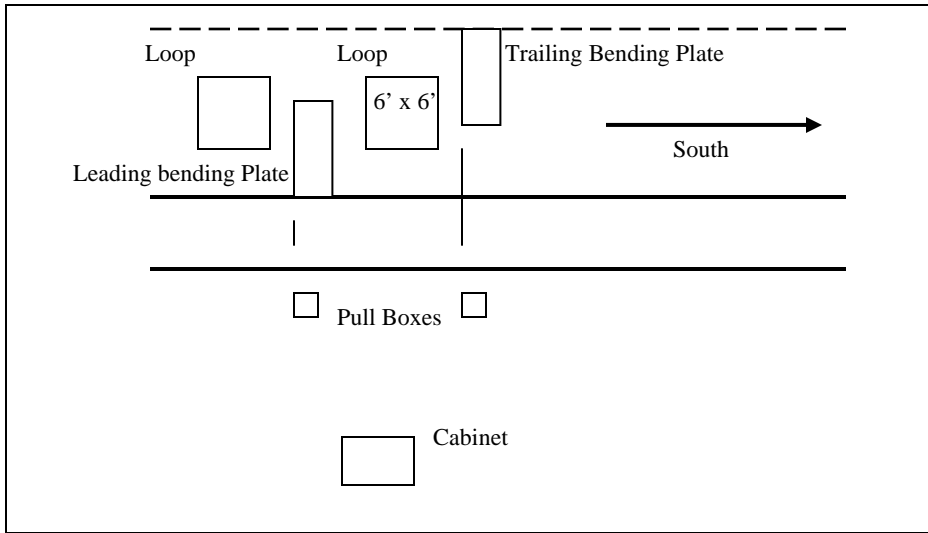 Loop
Loop
Trailing Bending Plate
6’ x 6’
South
Leading bending Plate
Pull Boxes
Cabinet